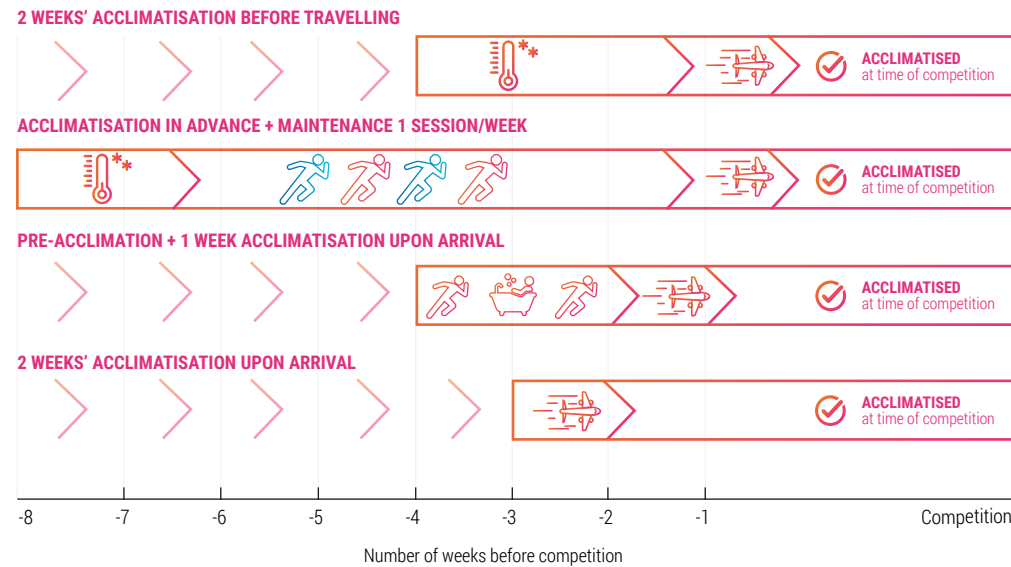 2 WEEKS’ ACCLIMATISATION BEFORE TRAVELLING
ACCLIMATISED
at time of competition
ACCLIMATISATION IN ADVANCE + MAINTENANCE 1 SESSION/WEEK
ACCLIMATISED
at time of competition
PRE-ACCLIMATION + 1 WEEK ACCLIMATISATION UPON ARRIVAL
ACCLIMATISED
at time of competition
2 WEEKS’ ACCLIMATISATION UPON ARRIVAL
ACCLIMATISED
at time of competition
-8 -7 -6 -5 -4 -3 -2 -1 Competition
Number of weeks before competition